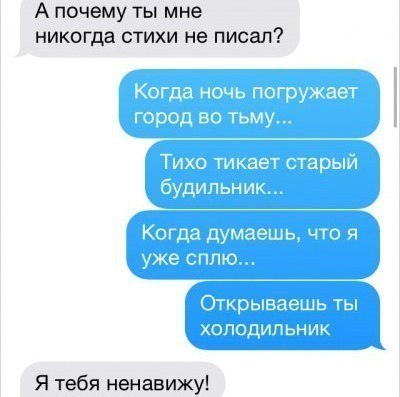 А почему ты мне
никогда стихи не писал?
Когда ночь погружает
город во тьму...
Тихо тикает старый
будильник...
Когда думаешь, что я
уже сплю...
Открываешь ты
холодильник
Я тебя ненавижу!